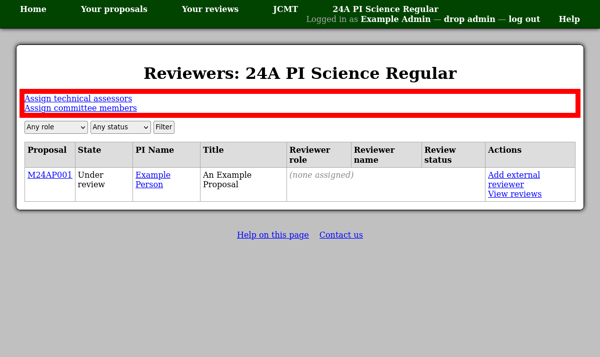 Home Your proposals Your reviews JCMT 24A PI Science Regular
Logged in as Example Admin — drop admin — log out Help
Reviewers: 24A PI Science Regular
Assign technical assessors
Assign committee members
Any role Any status Filter
Proposal State PI Name Title Reviewer role Reviewer name Review status Actions
M24AP001 Under review Example Person An Example Proposal (none assigned) Add external reviewer
View reviews
Help on this page Contact us